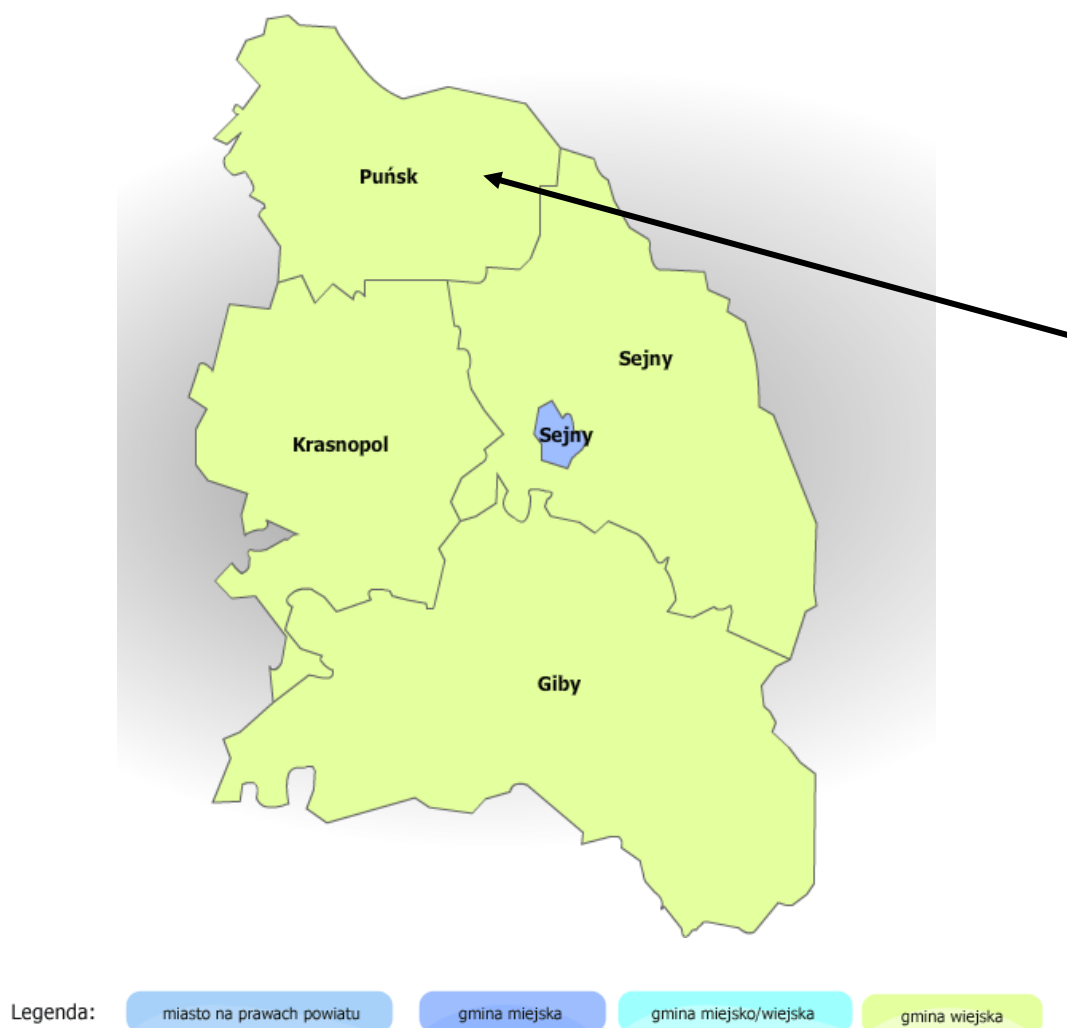 Puńsk
Sejny
Sejny
Krasnopol
Giby
Legenda: miasto na prawach powiatu gmina miejska gmina miejsko/wiejska gmina wiejska